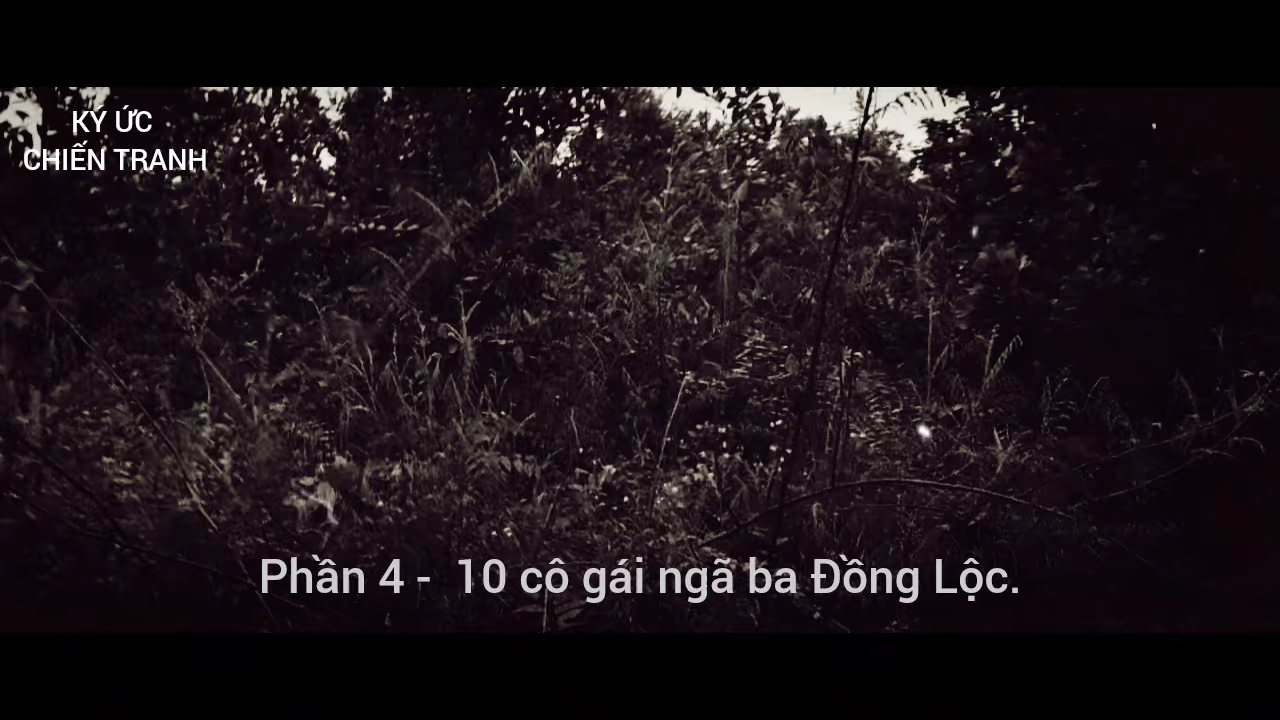 KÝ ỨC
CHIẾN TRANH
Phần 4 -  10 cô gái ngã ba Đồng Lộc.